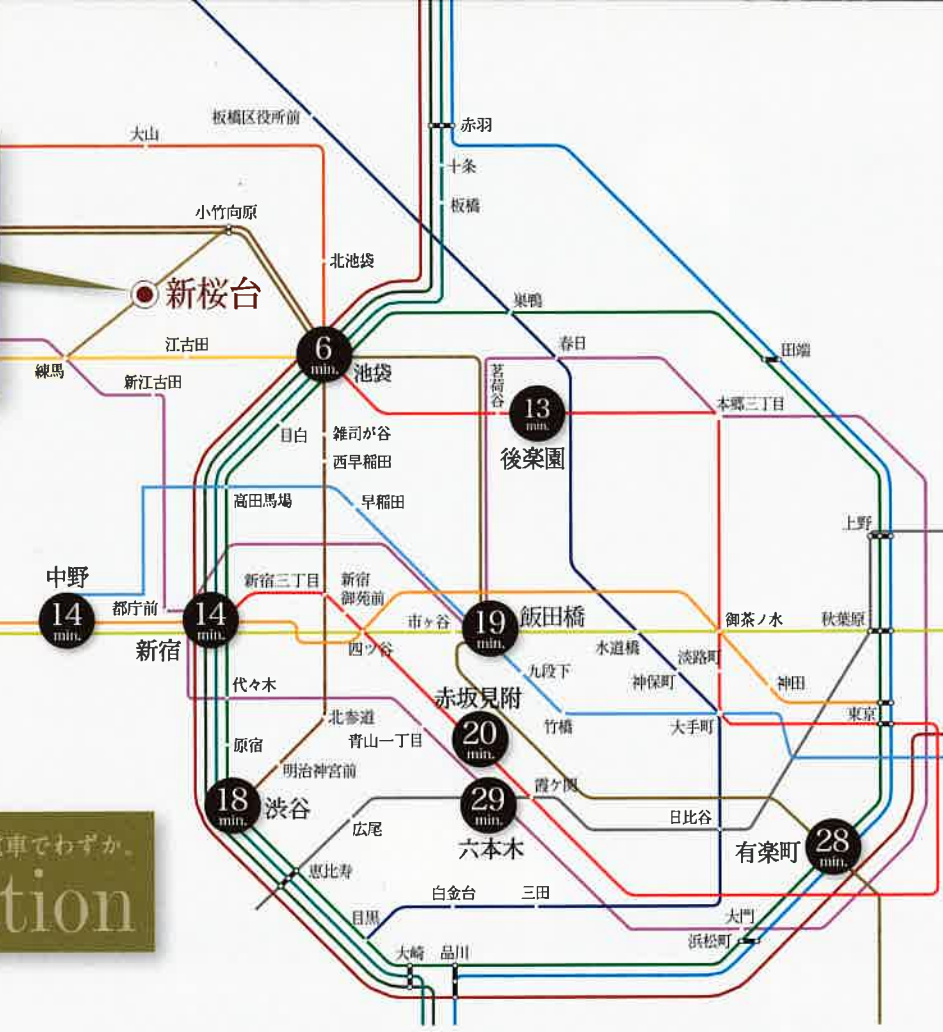 板橋区役所前
赤羽
大山
十条
板橋
小竹向原
北池袋
新桜台
巣鴨
江古田
6
min.
池袋
春日
田端
練馬
新江古田
茗荷谷
13
min.
後楽園
本郷三丁目
目白
雑司が谷
西早稲田
高田馬場
早稲田
上野
中野
14
min.
都庁前
14
min.
新宿
新宿三丁目
新宿
御苑前
市ヶ谷
四ツ谷
19
min.
飯田橋
水道橋
淡路町
御茶ノ水
秋葉原
九段下
神保町
神田
代々木
北参道
赤坂見附
竹橋
大手町
東京
原宿
青山一丁目
20
min.
明治神宮前
18
min.
渋谷
29
min.
六本木
霞ケ関
日比谷
広尾
有楽町
28
min.
電車でわずか。
tion
恵比寿
白金台
三田
目黒
大門
浜松町
大崎
品川